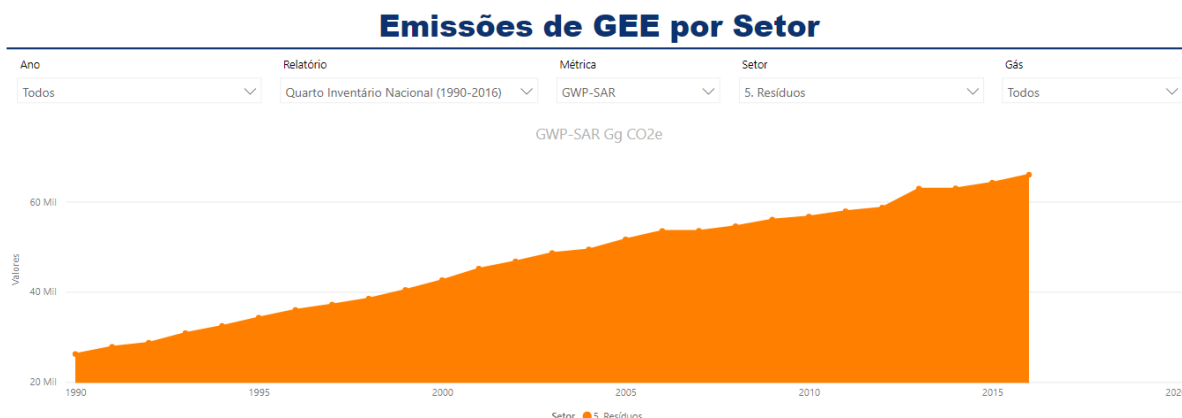 Emissões de GEE por Setor
Ano Relatório Métrica Setor Gás
Todos Quarto Inventário Nacional (1990-2016) GWP-SAR 5. Resíduos Todos
GWP-SAR Gg CO2e
60 Mil
Valores
40 Mil
20 Mil
1990 1995 2000 2005 2010 2015 2020
Setor 5. Resíduos